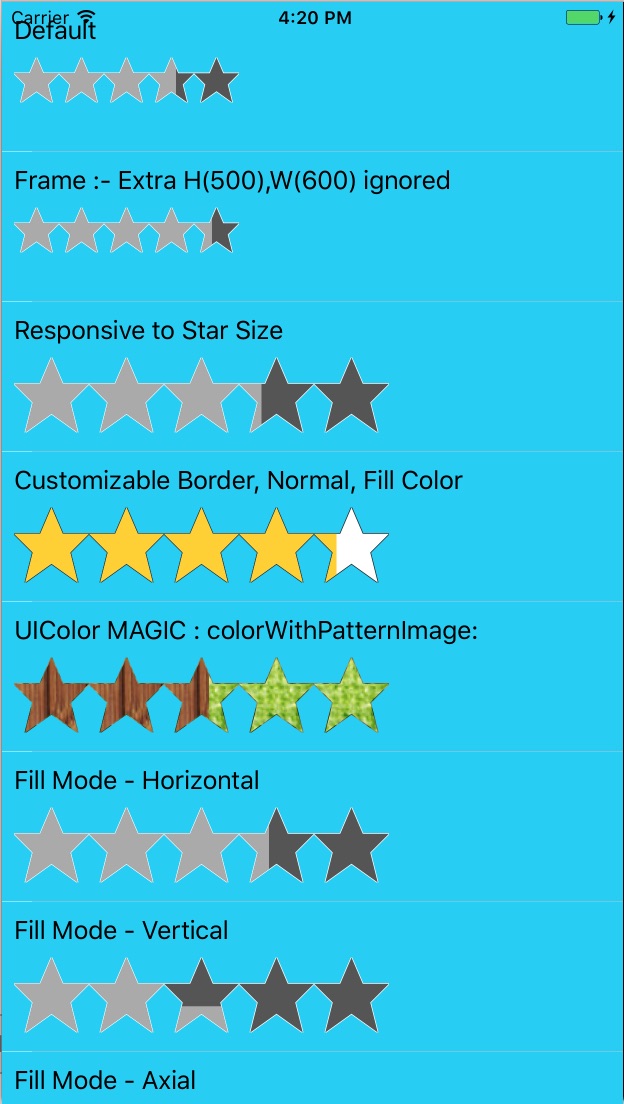 Carrier 4:20 PM
Default
Frame :- Extra H(500),W(600) ignored
Responsive to Star Size
Customizable Border, Normal, Fill Color
UIColor MAGIC : colorWithPatternImage:
Fill Mode - Horizontal
Fill Mode - Vertical
Fill Mode - Axial